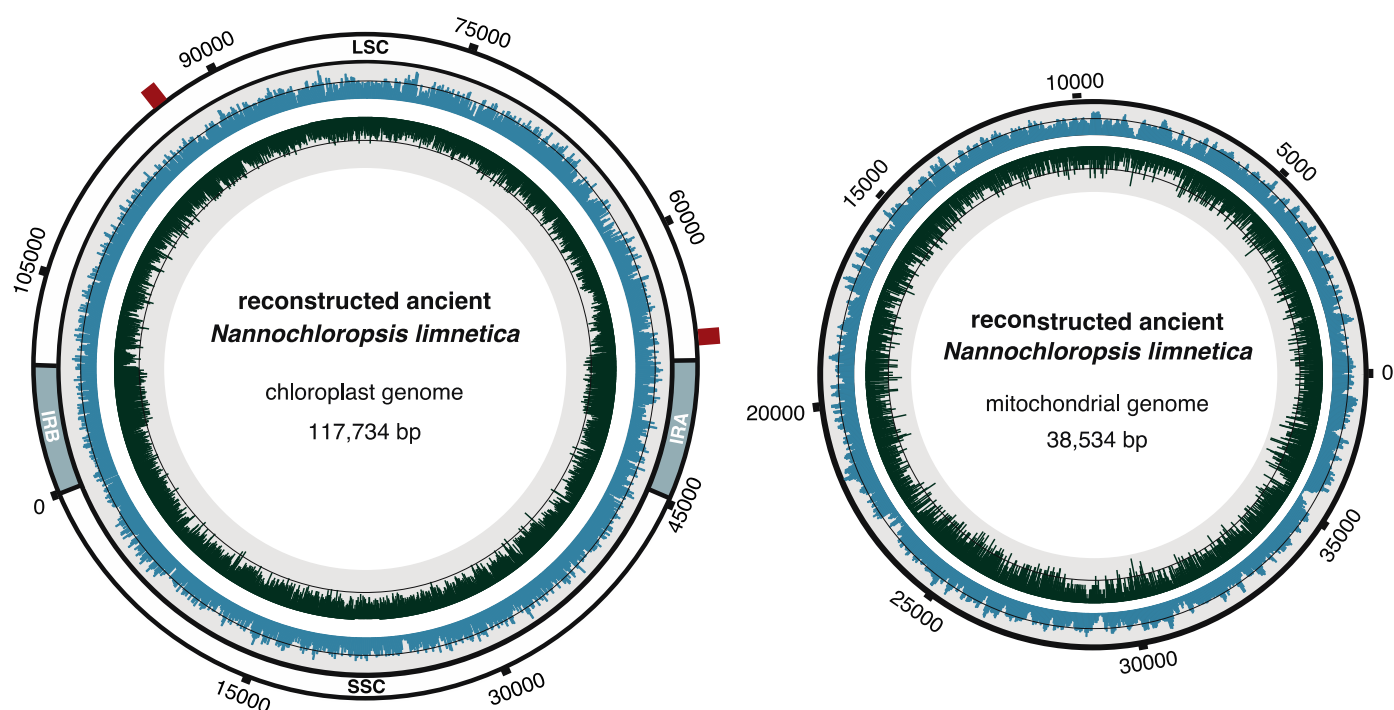 75000
LSC
90000
60000
105000
reconstructed ancient
Nannochloropsis limnetica
chloroplast genome
117,734 bp
IRB
IRA
0
45000
15000
SSC
30000
10000
5000
15000
reconstructed ancient
Nannochloropsis limnetica
mitochondrial genome
38,534 bp
0
20000
35000
25000
30000